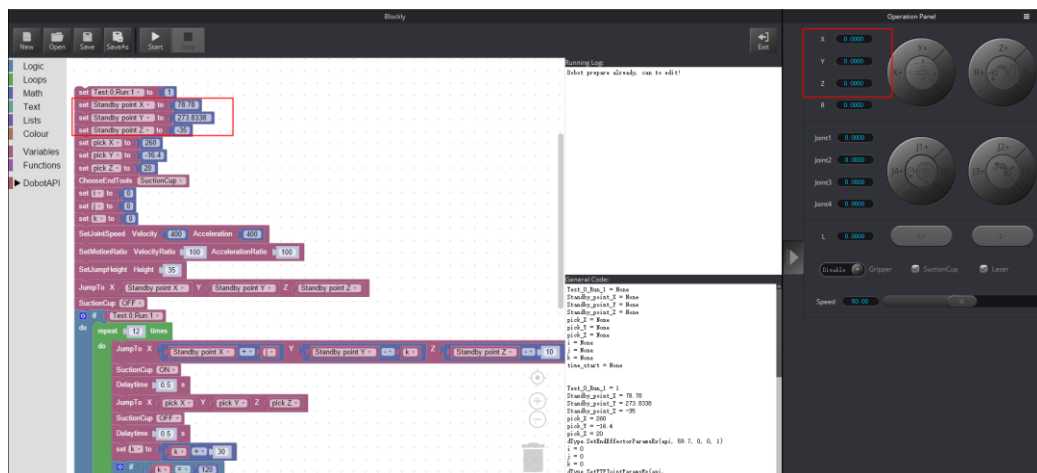 Blockly
Operation Panel
New Open Save SaveAs Start Exit
Logic
Loops
Math
Text
Lists
Colour
Variables
Functions
DobotAPI
set Test:0;Run:1 to 1
set Standby point X to 78.78
set Standby point Y to 273.8338
set Standby point Z to -35
set pick X to 260
set pick Y to -16.4
set pick Z to 20
ChooseEndTools SuctionCup
set i to 0
set j to 0
set k to 0
SetJointSpeed Velocity 400 Acceleration 400
SetMotionRatio VelocityRatio 100 AccelerationRatio 100
SetJumpHeight Height 35
JumpTo X Standby point X Y Standby point Y Z Standby point Z
SuctionCup OFF
if Test:0;Run:1
do repeat 12 times
do JumpTo X Standby point X + j Y Standby point Y - k Z Standby point Z - 10
SuctionCup ON
Delaytime 0.5 s
JumpTo X pick X Y pick Y Z pick Z
SuctionCup OFF
Delaytime 0.5 s
set k to k + 30
if k = 120
Running Log:
Dobot prepare already, can to edit!
General Code:
Test_0_Run_1 = None
Standby_point_X = None
Standby_point_Y = None
Standby_point_Z = None
pick_X = None
pick_Y = None
pick_Z = None
i = None
j = None
k = None
time_start = None
Test_0_Run_1 = 1
Standby_point_X = 78.78
Standby_point_Y = 273.8338
Standby_point_Z = -35
pick_X = 260
pick_Y = -16.4
pick_Z = 20
dType.SetEndEffectorParamsEx(api, 59.7, 0, 0, 1)
i = 0
j = 0
k = 0
dType.SetPTPJointParamsEx(api,
X 0.0000
Y 0.0000
Z 0.0000
R 0.0000
Y+ X+ Z+ R+
Joint1 0.0000
Joint2 0.0000
Joint3 0.0000
Joint4 0.0000
J1+ J4+ J2+ J3+
L 0.0000 L+ L-
Disable Gripper SuctionCup Laser
Speed 50.00